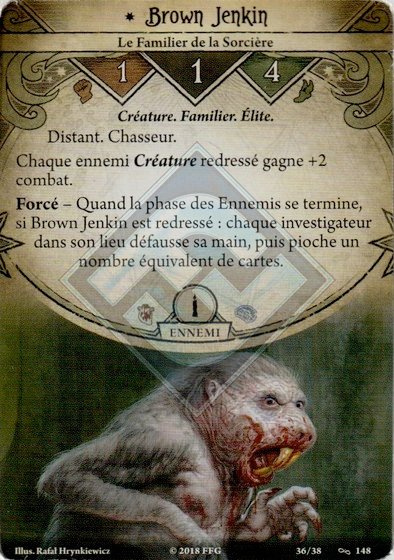 Brown Jenkin
Le Familier de la Sorcière
1 1 4
Créature. Familier. Élite.
Distant. Chasseur.
Chaque ennemi Créature redressé gagne +2
combat.
Forcé – Quand la phase des Ennemis se termine,
si Brown Jenkin est redressé : chaque investigateur
dans son lieu défausse sa main, puis pioche un
nombre équivalent de cartes.
ENNEMI
Illus. Rafał Hrynkiewicz © 2018 FFG 36/38 148